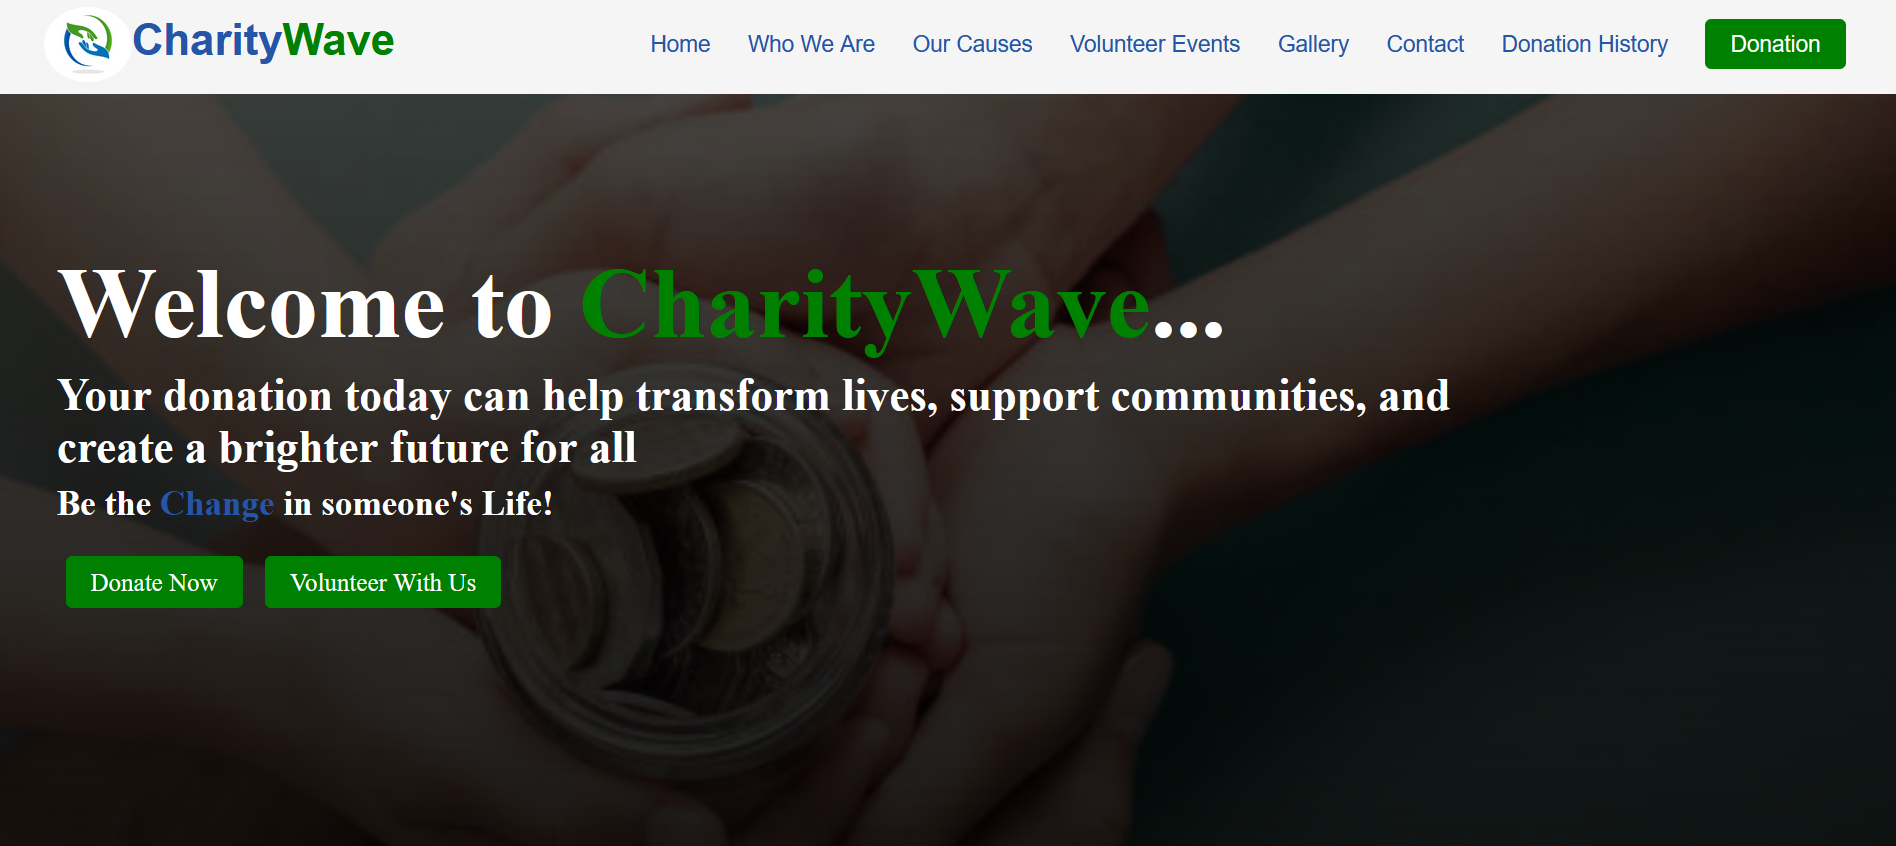 CharityWave
Home Who We Are Our Causes Volunteer Events Gallery Contact Donation History Donation
Welcome to CharityWave...
Your donation today can help transform lives, support communities, and
create a brighter future for all
Be the Change in someone's Life!
Donate Now Volunteer With Us